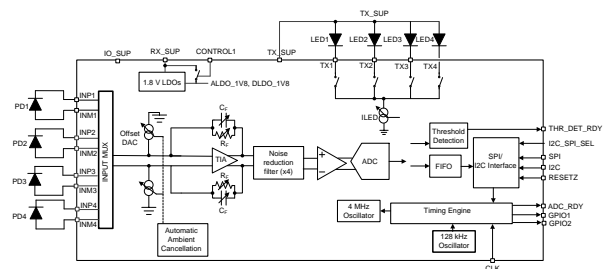 TX_SUP
LED1 LED2 LED3 LED4
IO_SUP
RX_SUP
CONTROL1
TX_SUP
TX1 TX2 TX3 TX4
1.8 V LDOs
ALDO_1V8, DLDO_1V8
ILED
PD1
INP1
INM1
PD2
INP2
INM2
PD3
INP3
INM3
PD4
INP4
INM4
INPUT MUX
Offset
DAC
CF
RF
TIA
RF
CF
Noise
reduction
filter (x4)
ADC
Threshold
Detection
FIFO
SPI/
I2C Interface
THR_DET_RDY
I2C_SPI_SEL
SPI
I2C
RESETZ
Automatic
Ambient
Cancellation
4 MHz
Oscillator
Timing Engine
128 kHz
Oscillator
ADC_RDY
GPIO1
GPIO2
CLK